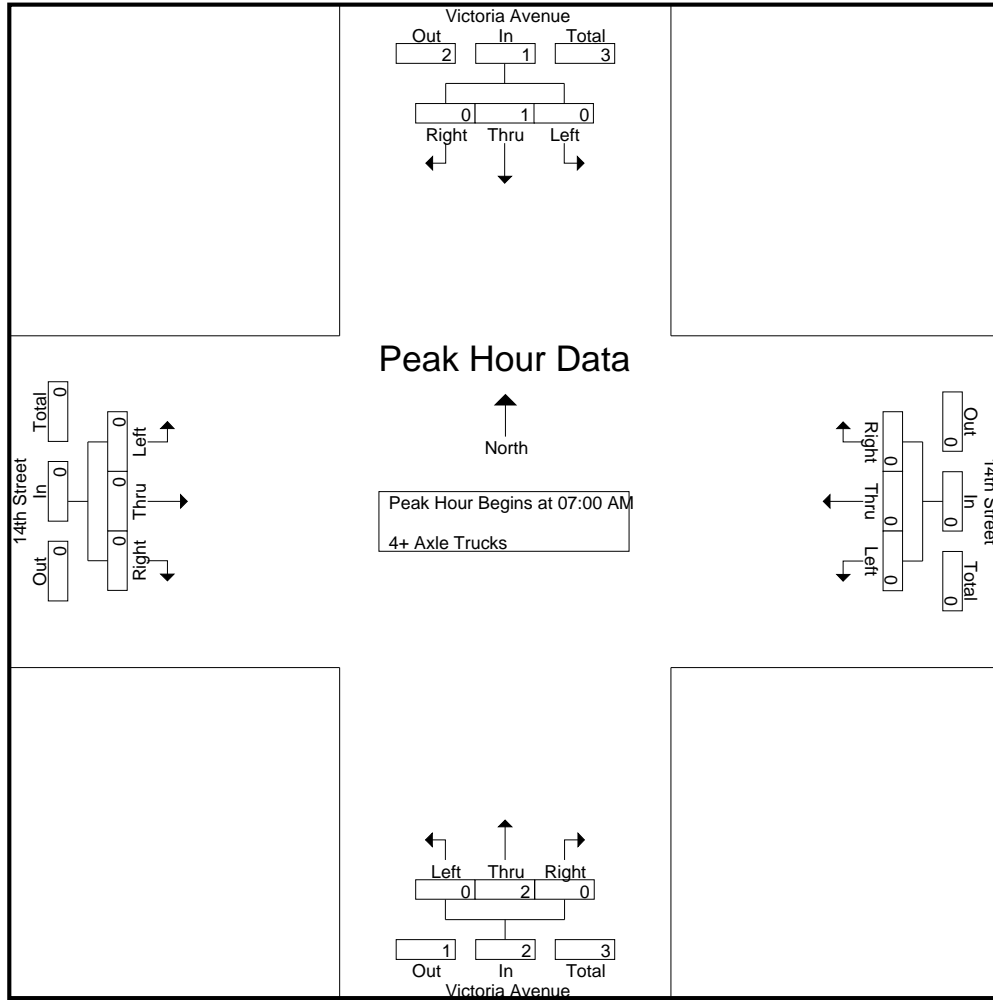 Victoria Avenue
Out In Total
2 1 3
0 1 0
Right Thru Left
Peak Hour Data
North
Peak Hour Begins at 07:00 AM
4+ Axle Trucks
14th Street
Total In Out
0 0 0
0 0 0
Left Thru Right
14th Street
Out In Total
0 0 0
0 0 0
Right Thru Left
Left Thru Right
0 2 0
1 2 3
Out In Total
Victoria Avenue